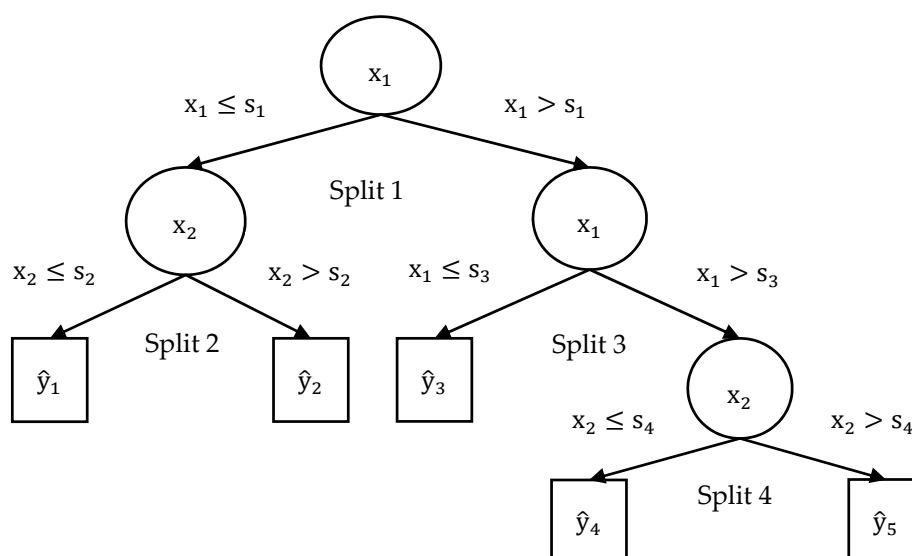 x₁
x₁ ≤ s₁
x₁ > s₁
Split 1
x₂
x₁
x₂ ≤ s₂
x₂ > s₂
x₁ ≤ s₃
x₁ > s₃
Split 2
Split 3
ŷ₁
ŷ₂
ŷ₃
x₂
x₂ ≤ s₄
x₂ > s₄
Split 4
ŷ₄
ŷ₅